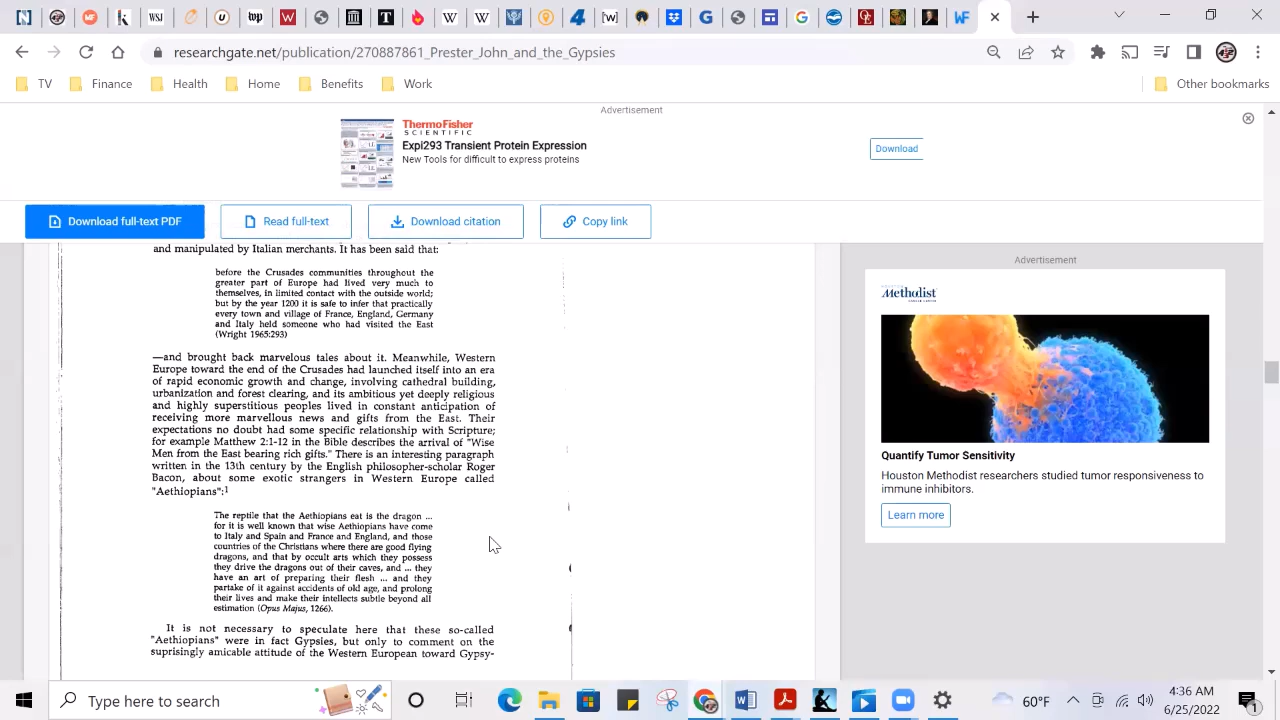 researchgate.net/publication/270887861_Prester_John_and_the_Gypsies
TV
Finance
Health
Home
Benefits
Work
Other bookmarks
Advertisement
ThermoFisher
SCIENTIFIC
Expi293 Transient Protein Expression
New Tools for difficult to express proteins
Download
Download full-text PDF
Read full-text
Download citation
Copy link
and manipulated by Italian merchants. It has been said that:
before the Crusades communities throughout the
greater part of Europe had lived very much to
themselves, in limited contact with the outside world;
but by the year 1200 it is safe to infer that practically
every town and village of France, England, Germany
and Italy held someone who had visited the East
(Wright 1965:293)
—and brought back marvelous tales about it. Meanwhile, Western
Europe toward the end of the Crusades had launched itself into an era
of rapid economic growth and change, involving cathedral building,
urbanization and forest clearing, and its ambitious yet deeply religious
and highly superstitious peoples lived in constant anticipation of
receiving more marvellous news and gifts from the East. Their
expectations no doubt had some specific relationship with Scripture;
for example Matthew 2:1-12 in the Bible describes the arrival of "Wise
Men from the East bearing rich gifts." There is an interesting paragraph
written in the 13th century by the English philosopher-scholar Roger
Bacon, about some exotic strangers in Western Europe called
"Aethiopians":1
The reptile that the Aethiopians eat is the dragon ...
for it is well known that wise Aethiopians have come
to Italy and Spain and France and England, and those
countries of the Christians where there are good flying
dragons, and that by occult arts which they possess
they drive the dragons out of their caves, and ... they
have an art of preparing their flesh ... and they
partake of it against accidents of old age, and prolong
their lives and make their intellects subtle beyond all
estimation (Opus Majus, 1266).
It is not necessary to speculate here that these so-called
"Aethiopians" were in fact Gypsies, but only to comment on the
suprisingly amicable attitude of the Western European toward Gypsy-
Advertisement
Methodist
Quantify Tumor Sensitivity
Houston Methodist researchers studied tumor responsiveness to
immune inhibitors.
Learn more
Type here to search
60°F
4:36 AM
6/25/2022